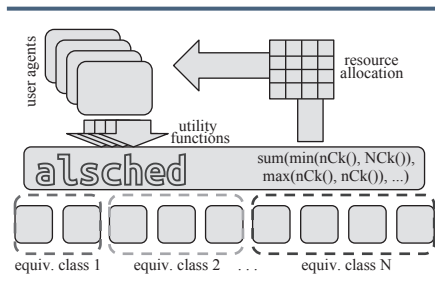 user agents
resource
allocation
utility
functions
alsched
sum(min(nCk(), NCk()),
max(nCk(), nCk()), ...)
equiv. class 1
equiv. class 2
. . .
equiv. class N